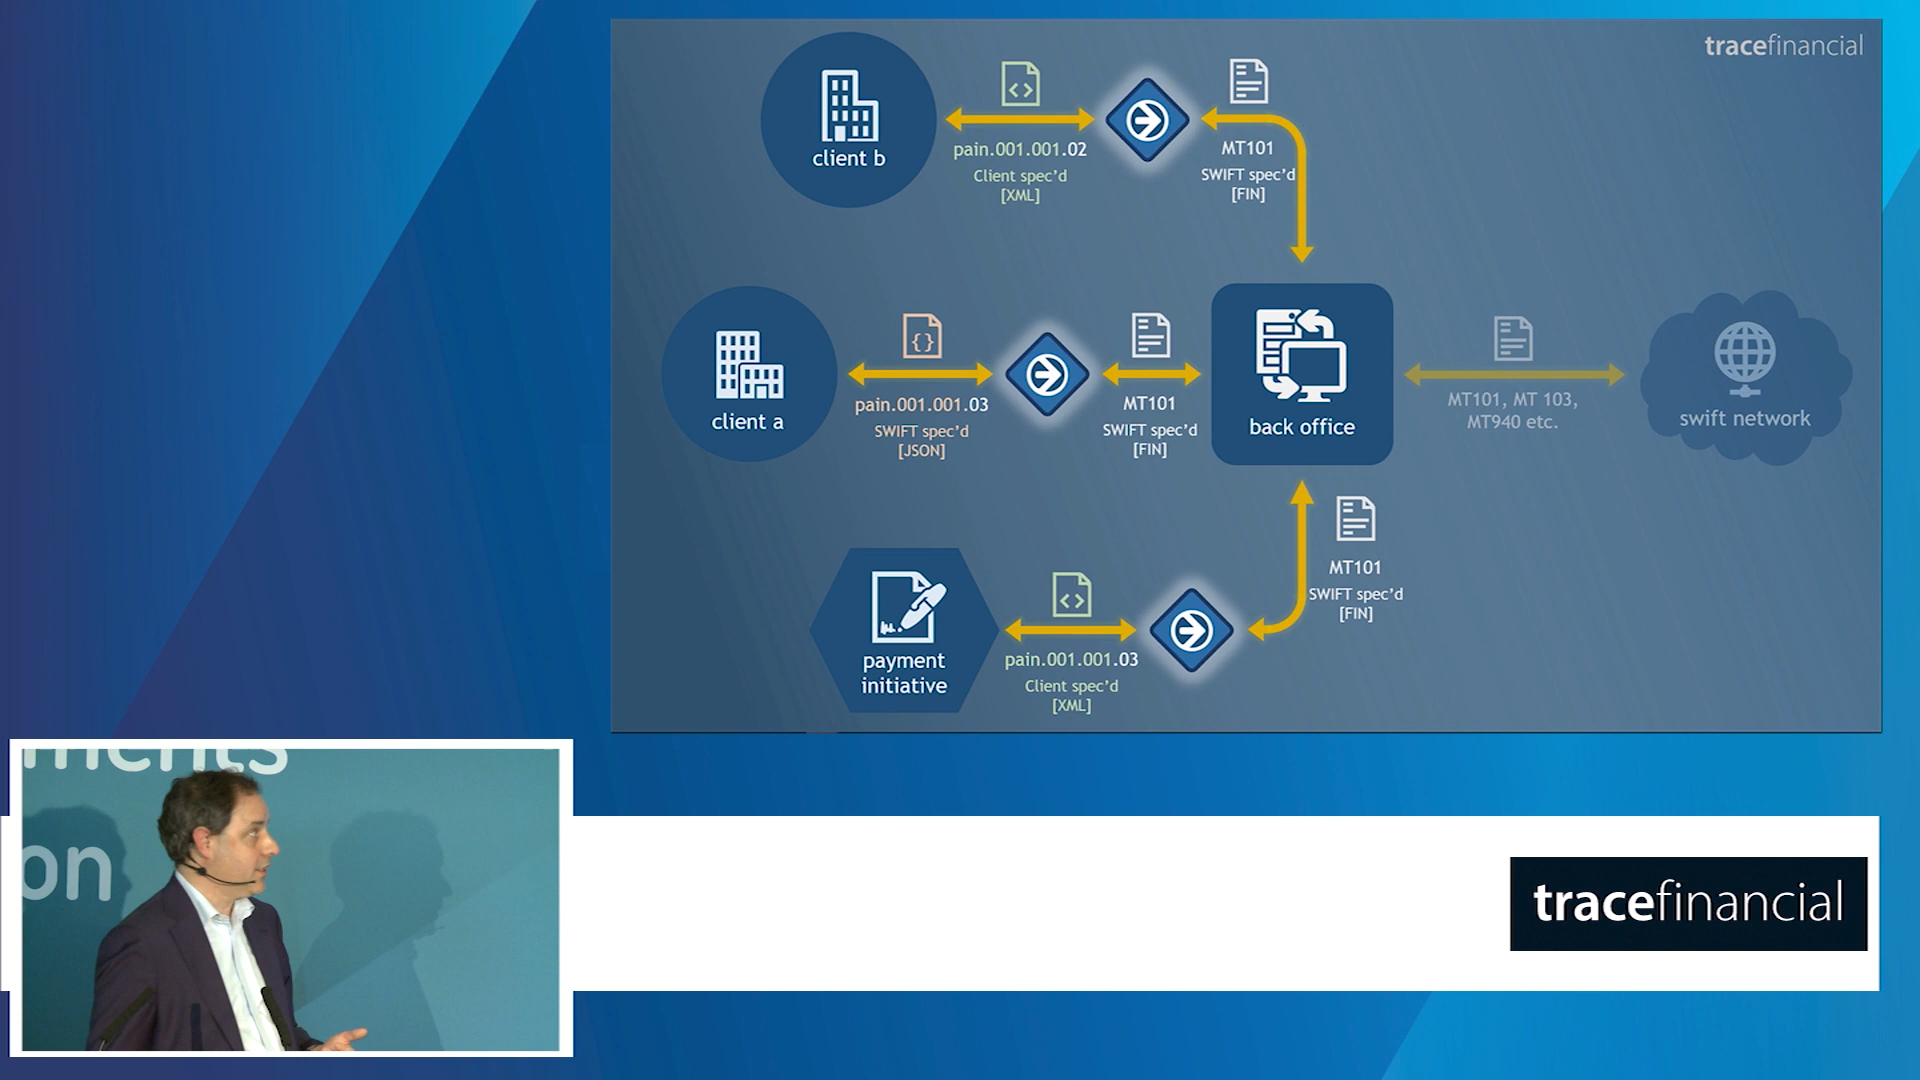 tracefinancial
client b
pain.001.001.02
Client spec'd
[XML]
MT101
SWIFT spec'd
[FIN]
client a
pain.001.001.03
SWIFT spec'd
[JSON]
MT101
SWIFT spec'd
[FIN]
back office
MT101, MT 103,
MT940 etc.
swift network
payment
initiative
pain.001.001.03
Client spec'd
[XML]
MT101
SWIFT spec'd
[FIN]
ments
on
tracefinancial